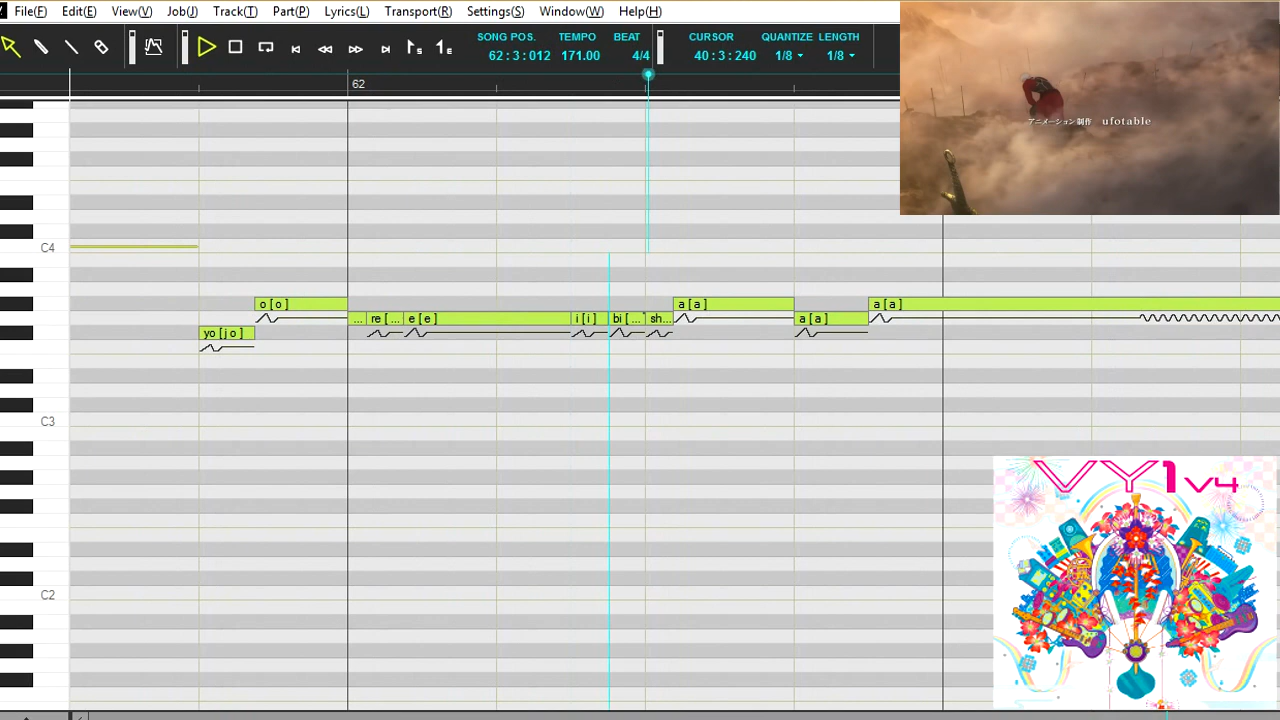 File(F) Edit(E) View(V) Job(J) Track(T) Part(P) Lyrics(L) Transport(R) Settings(S) Window(W) Help(H)
SONG POS. TEMPO BEAT CURSOR QUANTIZE LENGTH
62:3:012 171.00 4/4 40:3:240 1/8 1/8
62
アニメーション制作 ufotable
C4
o [ o ] a [ a ] a [ a ]
... re [ ... e [ e ] i [ i ] bi [ ... sh... a [ a ]
yo [ j o ]
C3
VY1V4
C2